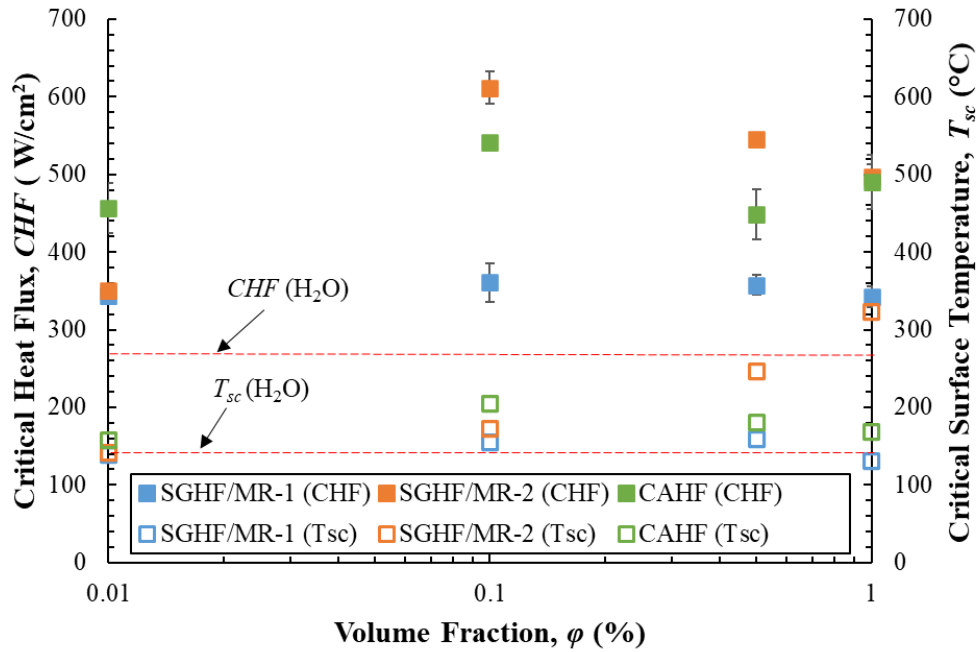 700
600
500
400
300
200
100
0
Critical Heat Flux, CHF ( W/cm²)
CHF (H₂O)
Tsc (H₂O)
SGHF/MR-1 (CHF) SGHF/MR-2 (CHF) CAHF (CHF)
SGHF/MR-1 (Tsc) SGHF/MR-2 (Tsc) CAHF (Tsc)
700
600
500
400
300
200
100
0
Critical Surface Temperature, Tsc (°C)
0.01 0.1 1
Volume Fraction, φ (%)